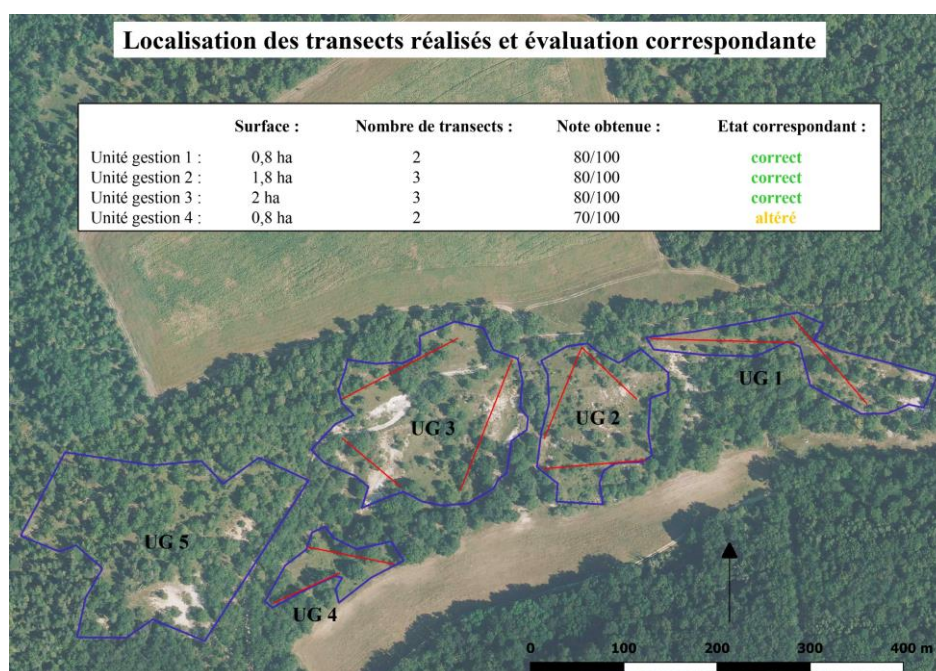 Localisation des transects réalisés et évaluation correspondante
Surface : Nombre de transects : Note obtenue : Etat correspondant :
Unité gestion 1 : 0,8 ha 2 80/100 correct
Unité gestion 2 : 1,8 ha 3 80/100 correct
Unité gestion 3 : 2 ha 3 80/100 correct
Unité gestion 4 : 0,8 ha 2 70/100 altéré
UG 1
UG 2
UG 3
UG 5
UG 4
0 100 200 300 400 m